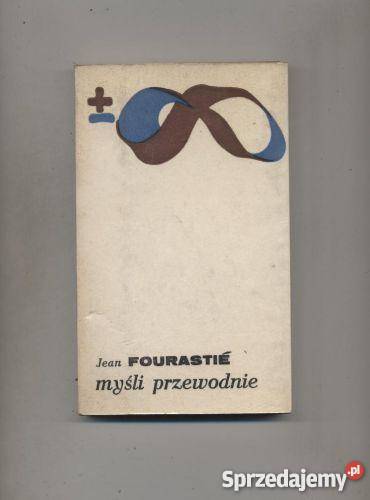 ±
Jean FOURASTIÉ
myśli przewodnie
Sprzedajemy.pl